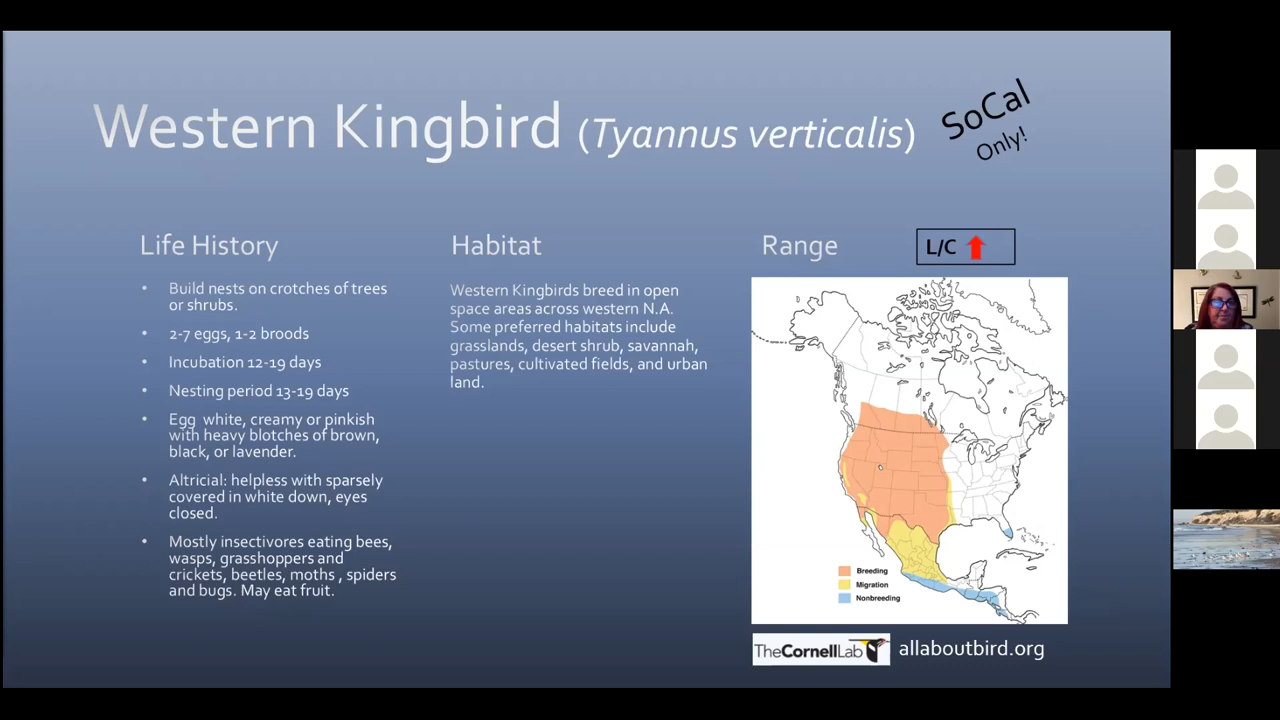 Western Kingbird (Tyannus verticalis)
SoCal
Only!
Life History
• Build nests on crotches of trees
or shrubs.
• 2-7 eggs, 1-2 broods
• Incubation 12-19 days
• Nesting period 13-19 days
• Egg white, creamy or pinkish
with heavy blotches of brown,
black, or lavender.
• Altricial: helpless with sparsely
covered in white down, eyes
closed.
• Mostly insectivores eating bees,
wasps, grasshoppers and
crickets, beetles, moths , spiders
and bugs. May eat fruit.
Habitat
Western Kingbirds breed in open
space areas across western N.A.
Some preferred habitats include
grasslands, desert shrub, savannah,
pastures, cultivated fields, and urban
land.
Range
L/C
Breeding
Migration
Nonbreeding
TheCornellLab
allaboutbird.org